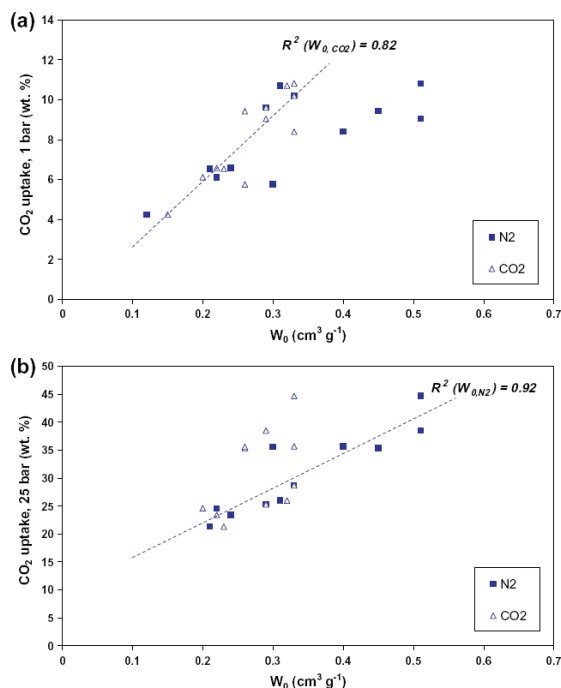 (a)
R² (W₀, CO2) = 0.82
CO₂ uptake, 1 bar (wt. %)
14
12
10
8
6
4
2
0
N2
CO2
0 0.1 0.2 0.3 0.4 0.5 0.6 0.7
W₀ (cm³ g⁻¹)
(b)
R² (W₀,N2) = 0.92
CO₂ uptake, 25 bar (wt. %)
50
45
40
35
30
25
20
15
10
5
0
N2
CO2
0 0.1 0.2 0.3 0.4 0.5 0.6 0.7
W₀ (cm³ g⁻¹)